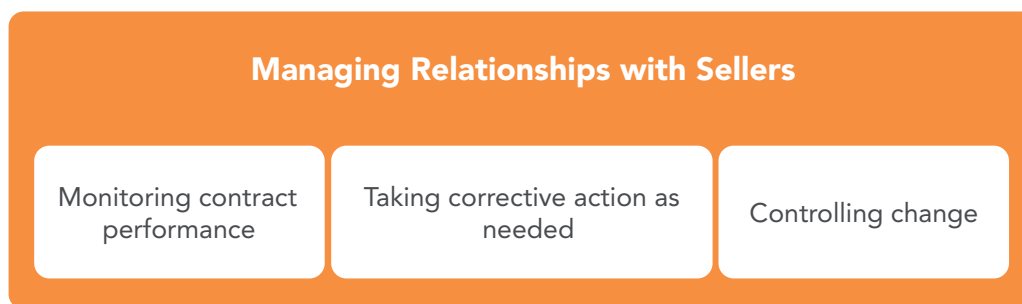 Managing Relationships with Sellers
Monitoring contract
performance
Taking corrective action as
needed
Controlling change